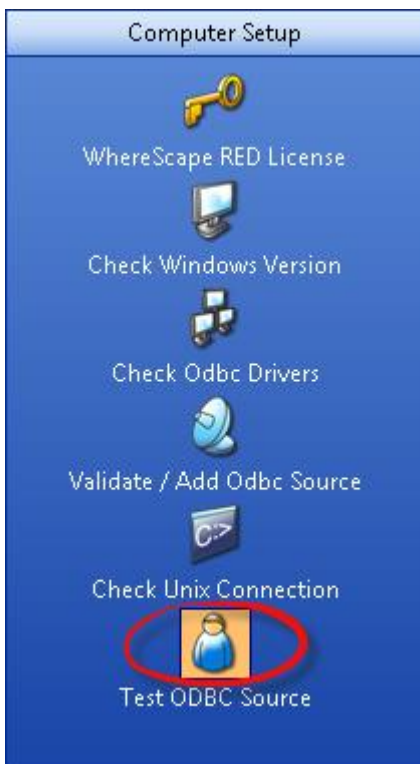 Computer Setup
WhereScape RED License
Check Windows Version
Check Odbc Drivers
Validate / Add Odbc Source
C:>
Check Unix Connection
Test ODBC Source